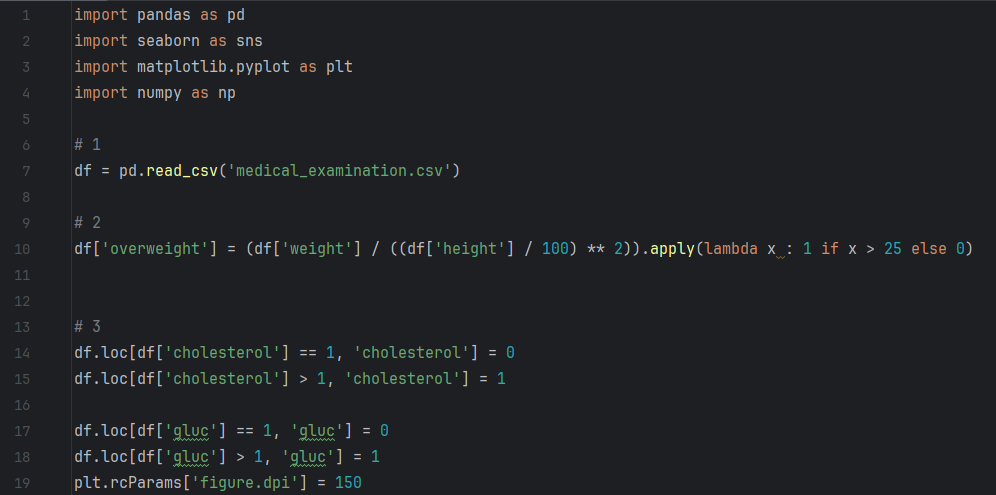 1 import pandas as pd
2 import seaborn as sns
3 import matplotlib.pyplot as plt
4 import numpy as np
5
6 # 1
7 df = pd.read_csv('medical_examination.csv')
8
9 # 2
10 df['overweight'] = (df['weight'] / ((df['height'] / 100) ** 2)).apply(lambda x : 1 if x > 25 else 0)
11
12
13 # 3
14 df.loc[df['cholesterol'] == 1, 'cholesterol'] = 0
15 df.loc[df['cholesterol'] > 1, 'cholesterol'] = 1
16
17 df.loc[df['gluc'] == 1, 'gluc'] = 0
18 df.loc[df['gluc'] > 1, 'gluc'] = 1
19 plt.rcParams['figure.dpi'] = 150